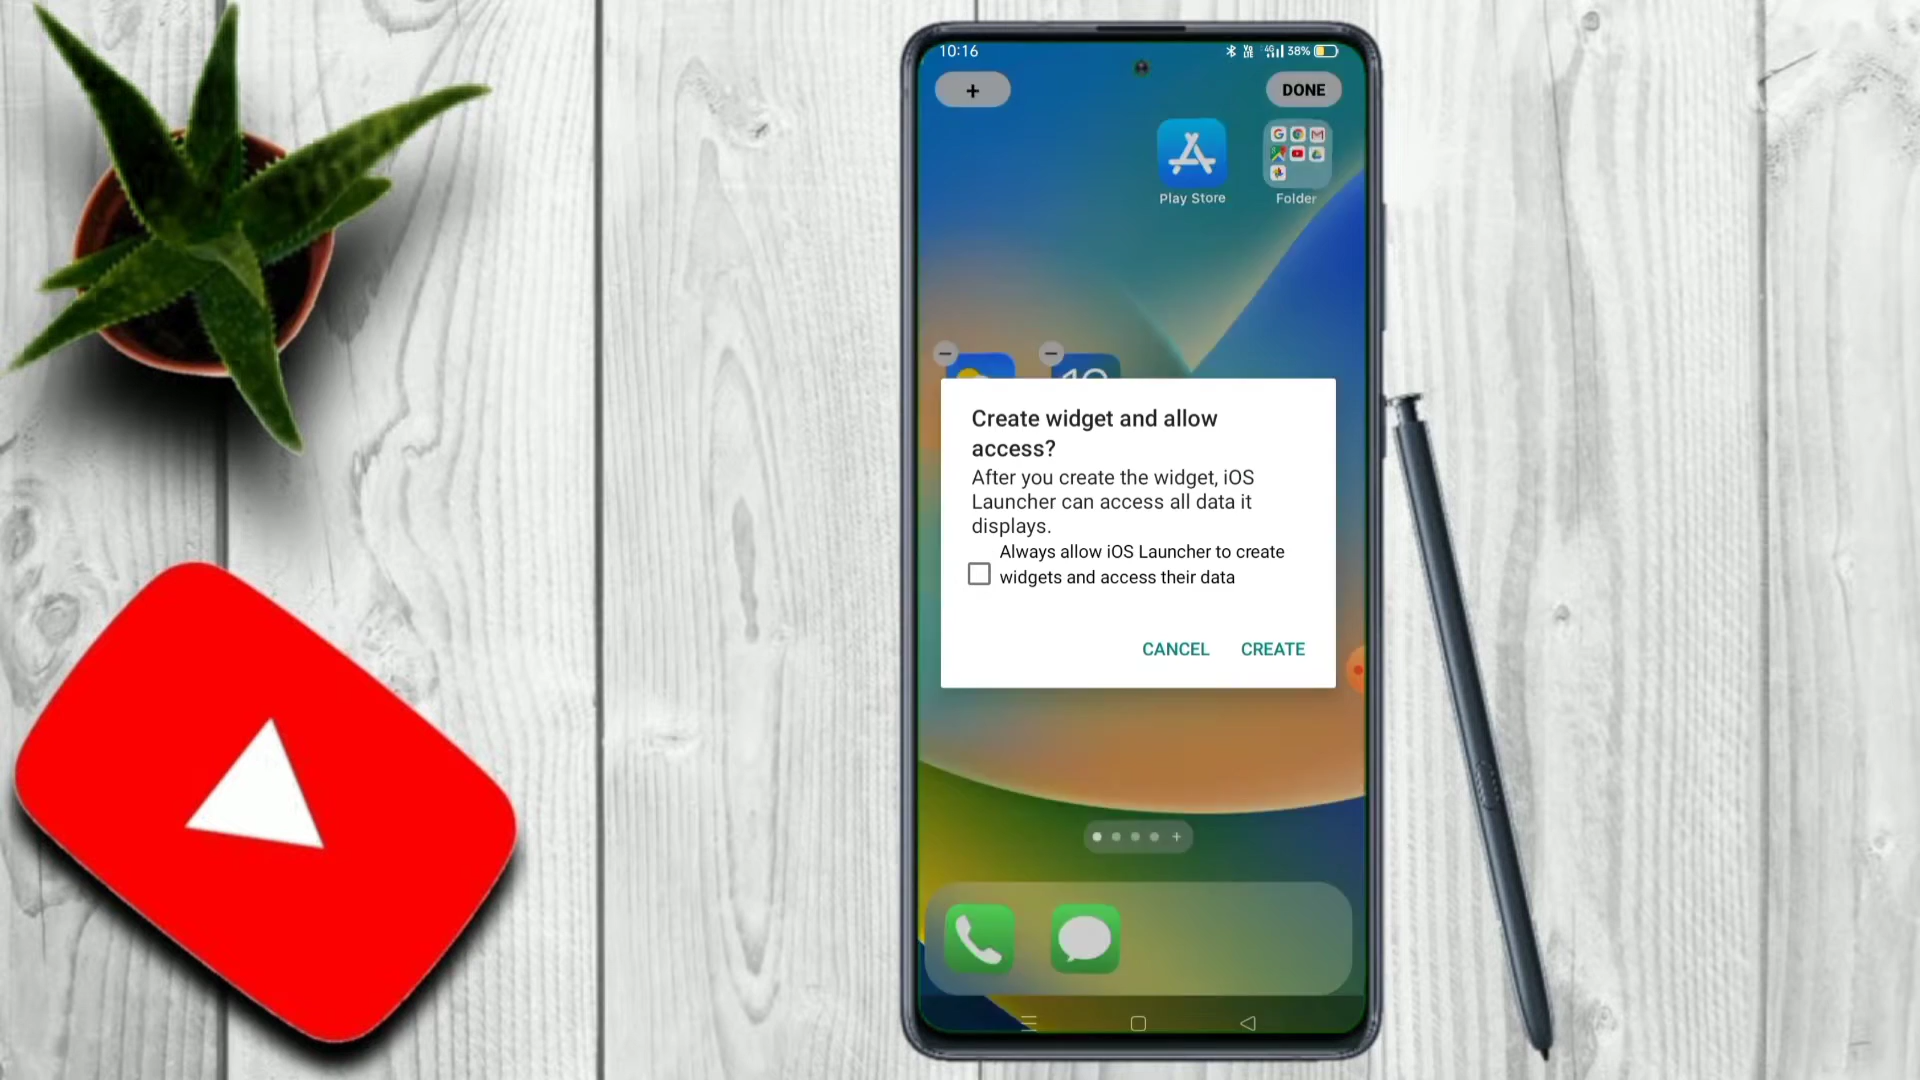 10:16
4G 38%
+
DONE
Play Store
Folder
Create widget and allow
access?
After you create the widget, iOS
Launcher can access all data it
displays.
Always allow iOS Launcher to create
widgets and access their data
CANCEL
CREATE
+